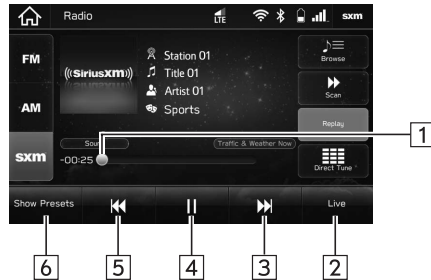 Radio
LTE
sxm
FM
AM
sxm
((SiriusXM))
Station 01
Title 01
Artist 01
Sports
Browse
Scan
Replay
Direct Tune
Traffic & Weather Now
-00:25
Show Presets
Live
1
6
5
4
3
2